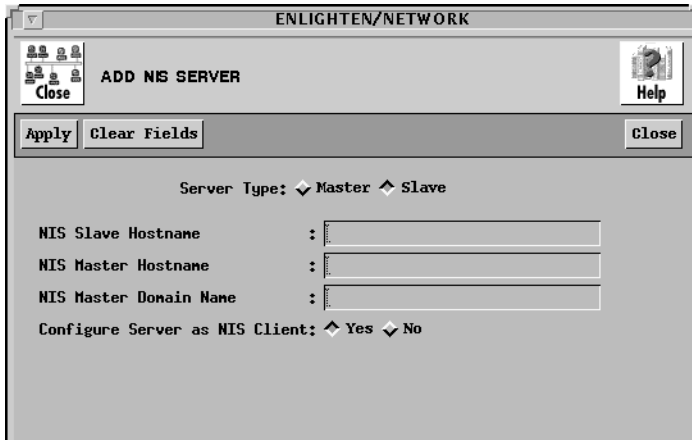 ENLIGHTEN/NETWORK
Close
ADD NIS SERVER
Help
Apply
Clear Fields
Close
Server Type: Master Slave
NIS Slave Hostname :
NIS Master Hostname :
NIS Master Domain Name :
Configure Server as NIS Client: Yes No